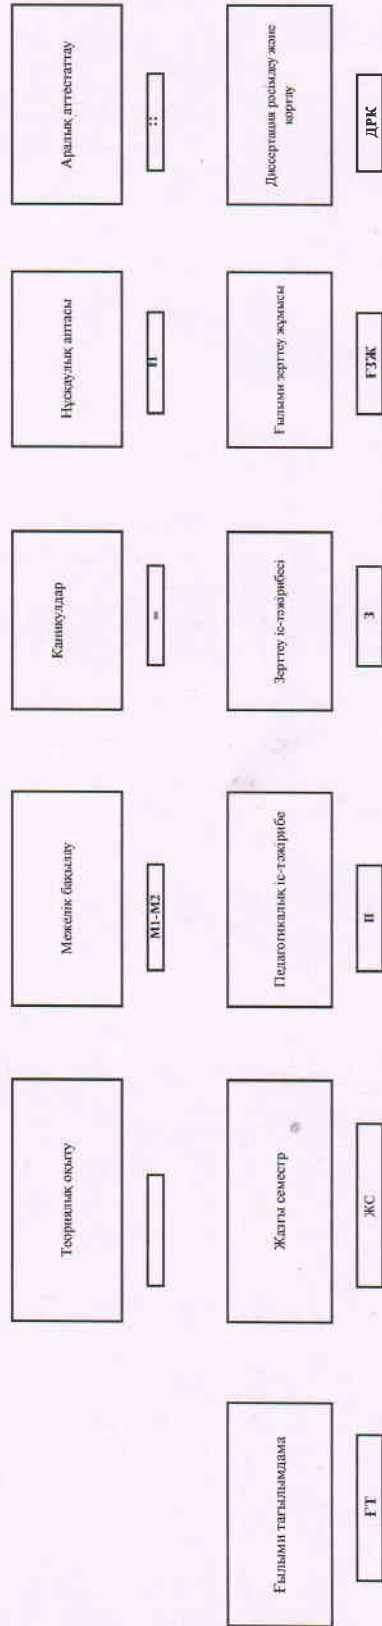 Теориялық оқыту
Межелік бақылау
М1-М2
Каникулдар
=
Нұсқаулық аптасы
Н
Аралық аттестаттау
::
Ғылыми тағылымдама
ҒТ
Жазғы семестр
ЖС
Педагогикалық іс-тәжірибе
П
Зерттеу іс-тәжірибесі
З
Ғылыми зерттеу жұмысы
ҒЗЖ
Диссертация рәсімдеу және
қорғау
ДРҚ